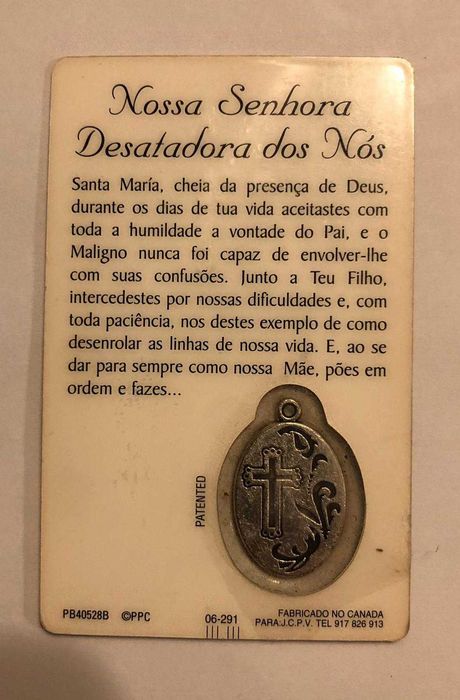 Nossa Senhora
Desatadora dos Nós
Santa María, cheia da presença de Deus,
durante os dias de tua vida aceitastes com
toda a humildade a vontade do Pai, e o
Maligno nunca foi capaz de envolver-lhe
com suas confusões. Junto a Teu Filho,
intercedestes por nossas dificuldades e, com
toda paciência, nos destes exemplo de como
desenrolar as linhas de nossa vida. E, ao se
dar para sempre como nossa Mãe, pões em
ordem e fazes...
PATENTED
PB40528B ©PPC
06-291
FABRICADO NO CANADA
PARA:J.C.P.V. TEL 917 826 913